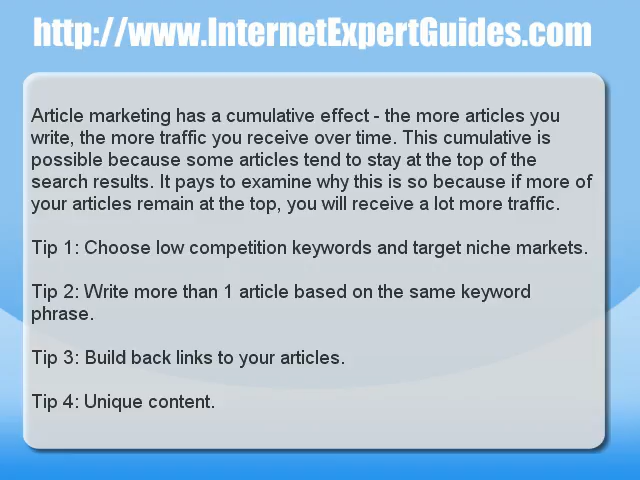 http://www.InternetExpertGuides.com
Article marketing has a cumulative effect - the more articles you
write, the more traffic you receive over time. This cumulative is
possible because some articles tend to stay at the top of the
search results. It pays to examine why this is so because if more of
your articles remain at the top, you will receive a lot more traffic.
Tip 1: Choose low competition keywords and target niche markets.
Tip 2: Write more than 1 article based on the same keyword
phrase.
Tip 3: Build back links to your articles.
Tip 4: Unique content.